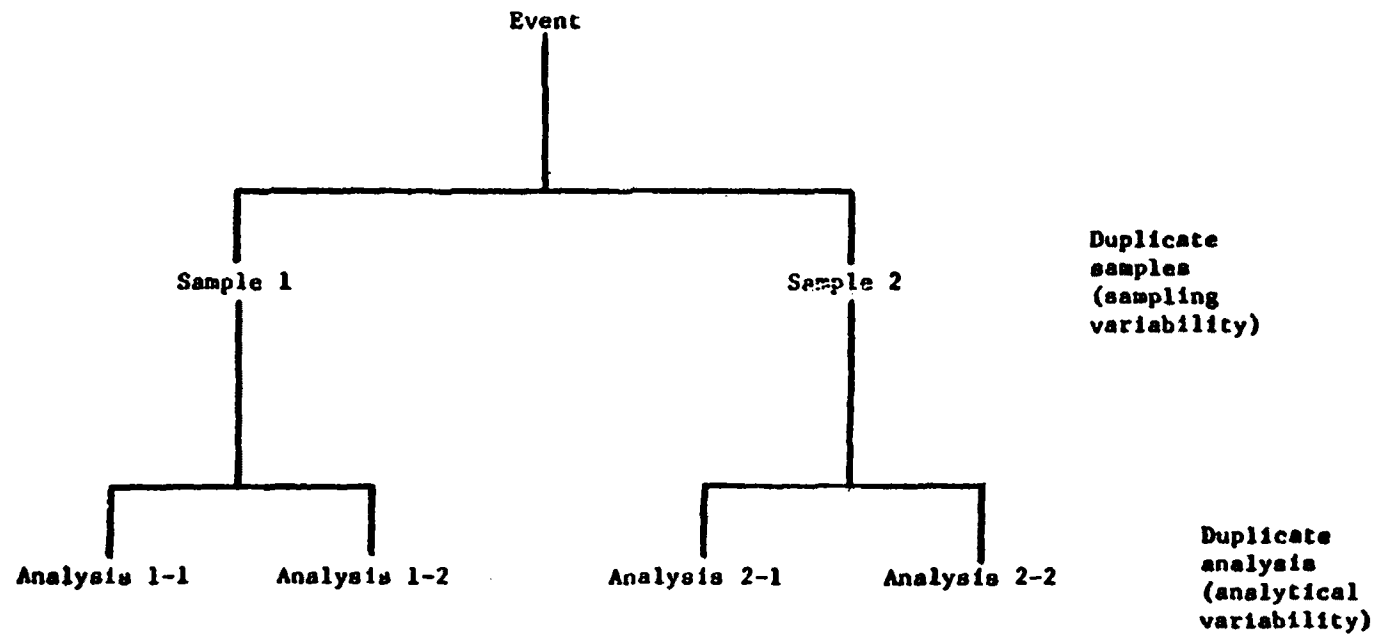 Event
Sample 1
Sample 2
Duplicate
samples
(sampling
variability)
Analysis 1-1
Analysis 1-2
Analysis 2-1
Analysis 2-2
Duplicate
analysis
(analytical
variability)